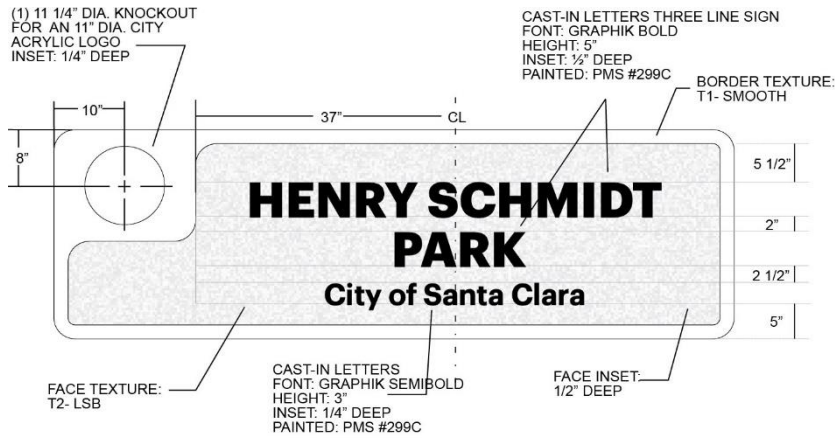 (1) 11 1/4” DIA. KNOCKOUT
FOR AN 11” DIA. CITY
ACRYLIC LOGO
INSET: 1/4” DEEP
CAST-IN LETTERS THREE LINE SIGN
FONT: GRAPHIK BOLD
HEIGHT: 5”
INSET: ½” DEEP
PAINTED: PMS #299C
BORDER TEXTURE:
T1- SMOOTH
10”
37”
CL
8”
5 1/2”
HENRY SCHMIDT
PARK
City of Santa Clara
2”
2 1/2”
5”
FACE TEXTURE:
T2- LSB
CAST-IN LETTERS
FONT: GRAPHIK SEMIBOLD
HEIGHT: 3”
INSET: 1/4” DEEP
PAINTED: PMS #299C
FACE INSET:
1/2” DEEP